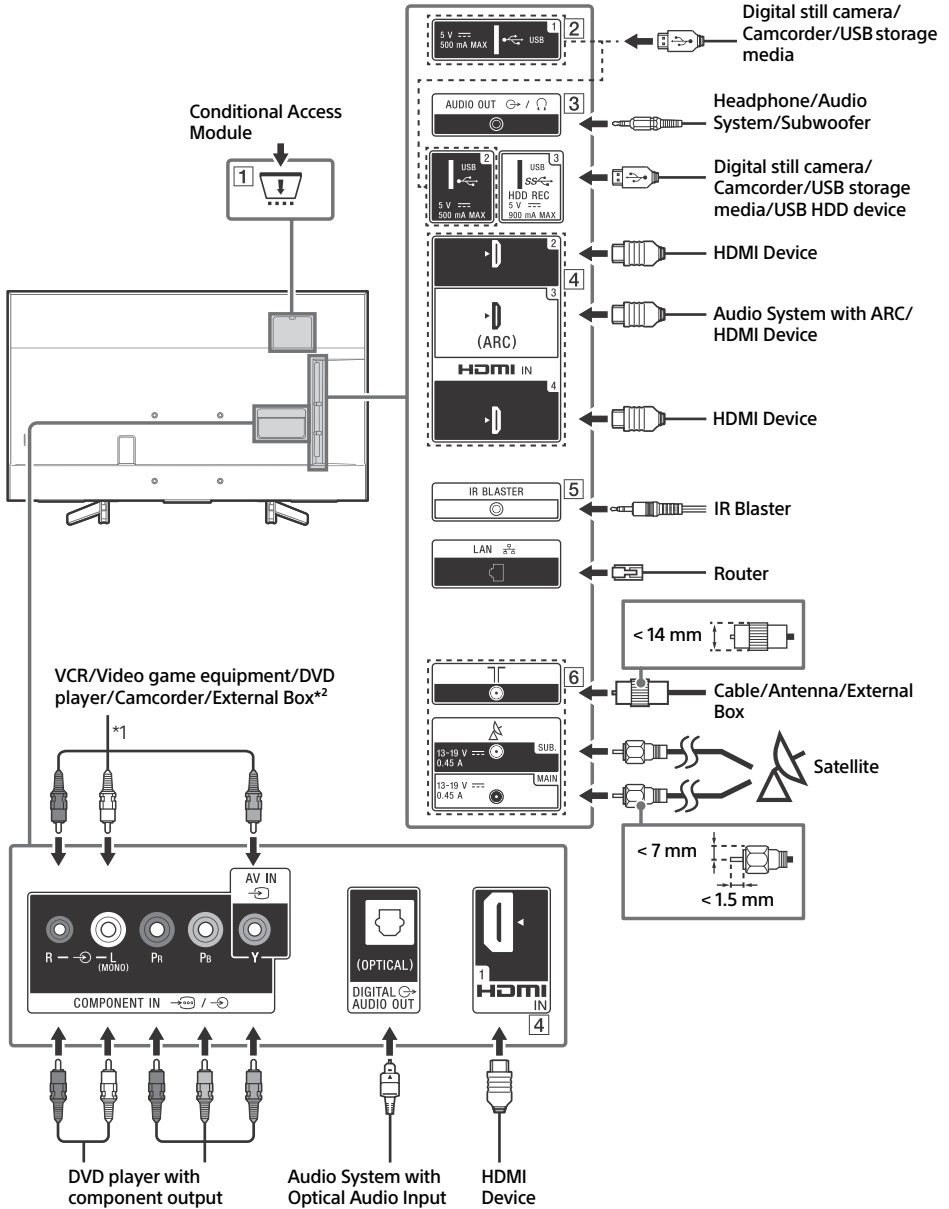 Digital still camera/
Camcorder/USB storage
media
5 V
500 mA MAX
USB
1
2
AUDIO OUT /
3
Headphone/Audio
System/Subwoofer
Conditional Access
Module
1
2
USB
5 V
500 mA MAX
3
USB
SS
HDD REC
5 V
900 mA MAX
Digital still camera/
Camcorder/USB storage
media/USB HDD device
2
HDMI Device
4
3
(ARC)
HDMI IN
Audio System with ARC/
HDMI Device
4
HDMI Device
IR BLASTER
5
IR Blaster
LAN
Router
< 14 mm
6
Cable/Antenna/External
Box
13-19 V
0.45 A
SUB.
13-19 V
0.45 A
MAIN
Satellite
< 7 mm
< 1.5 mm
VCR/Video game equipment/DVD
player/Camcorder/External Box*2
*1
AV IN
R L
(MONO)
PR
PB
Y
COMPONENT IN /
(OPTICAL)
DIGITAL
AUDIO OUT
1
HDMI
IN
4
DVD player with
component output
Audio System with
Optical Audio Input
HDMI
Device